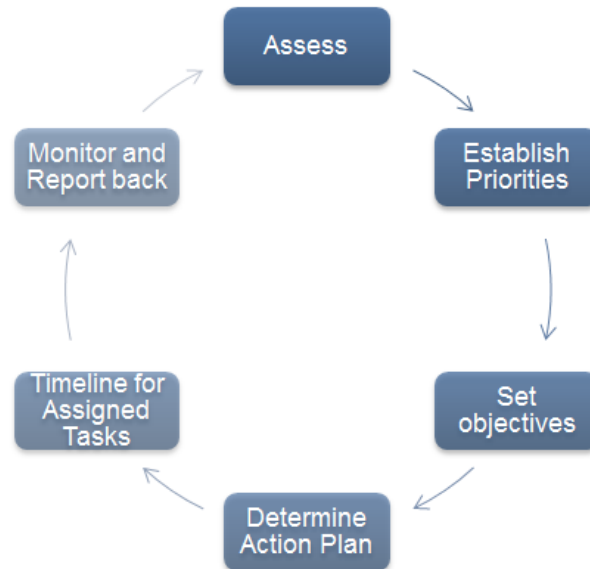 Assess
Establish
Priorities
Set
objectives
Determine
Action Plan
Timeline for
Assigned
Tasks
Monitor and
Report back